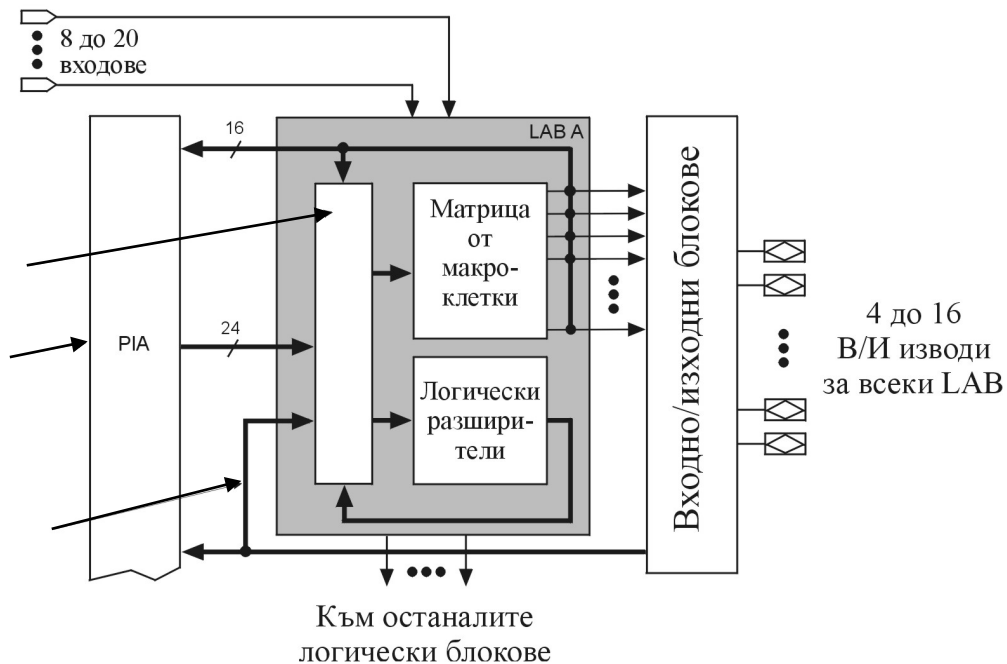 8 до 20
входове
LAB A
16
Матрица
от
макро-
клетки
Входно/изходни блокове
PIA
24
4 до 16
В/И изводи
за всеки LAB
Логически
разшири-
тели
Към останалите
логически блокове